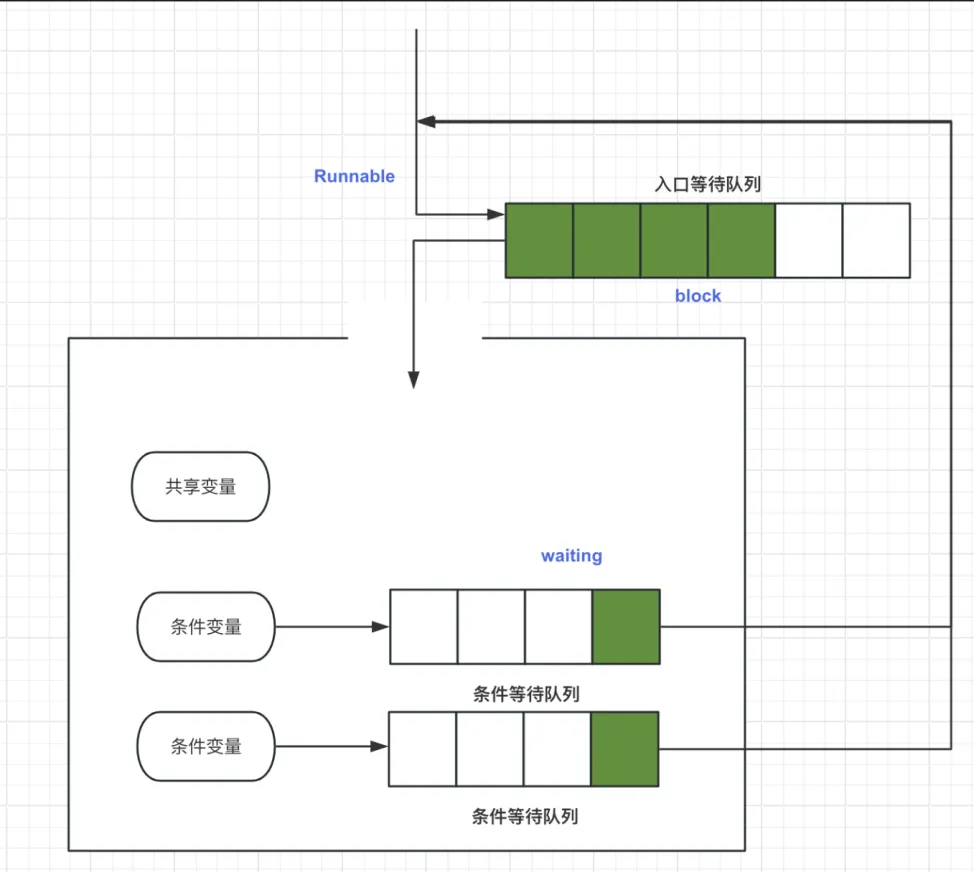 Runnable
入口等待队列
block
共享变量
waiting
条件变量
条件等待队列
条件变量
条件等待队列